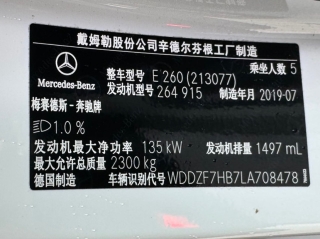 戴姆勒股份公司辛德尔芬根工厂制造
乘坐人数 5
Mercedes-Benz
整车型号 E 260 (213077)
发动机型号 264 915
制造年月 2019-07
梅赛德斯-奔驰牌
1.0 %
发动机最大净功率 135 kW
发动机排量 1497 mL
最大允许总质量 2300 kg
德国制造
车辆识别代号 WDDZF7HB7LA708478